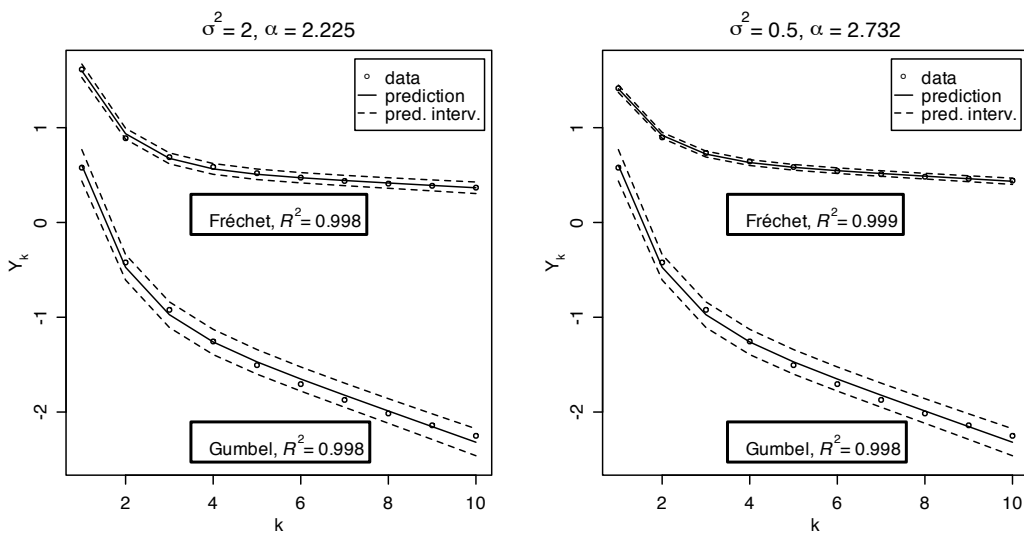 σ² = 2, α = 2.225
data
prediction
pred. interv.
Fréchet, R² = 0.998
Gumbel, R² = 0.998
1
0
-1
-2
Yₖ
2
4
6
8
10
k
σ² = 0.5, α = 2.732
data
prediction
pred. interv.
Fréchet, R² = 0.999
Gumbel, R² = 0.998
1
0
-1
-2
Yₖ
2
4
6
8
10
k